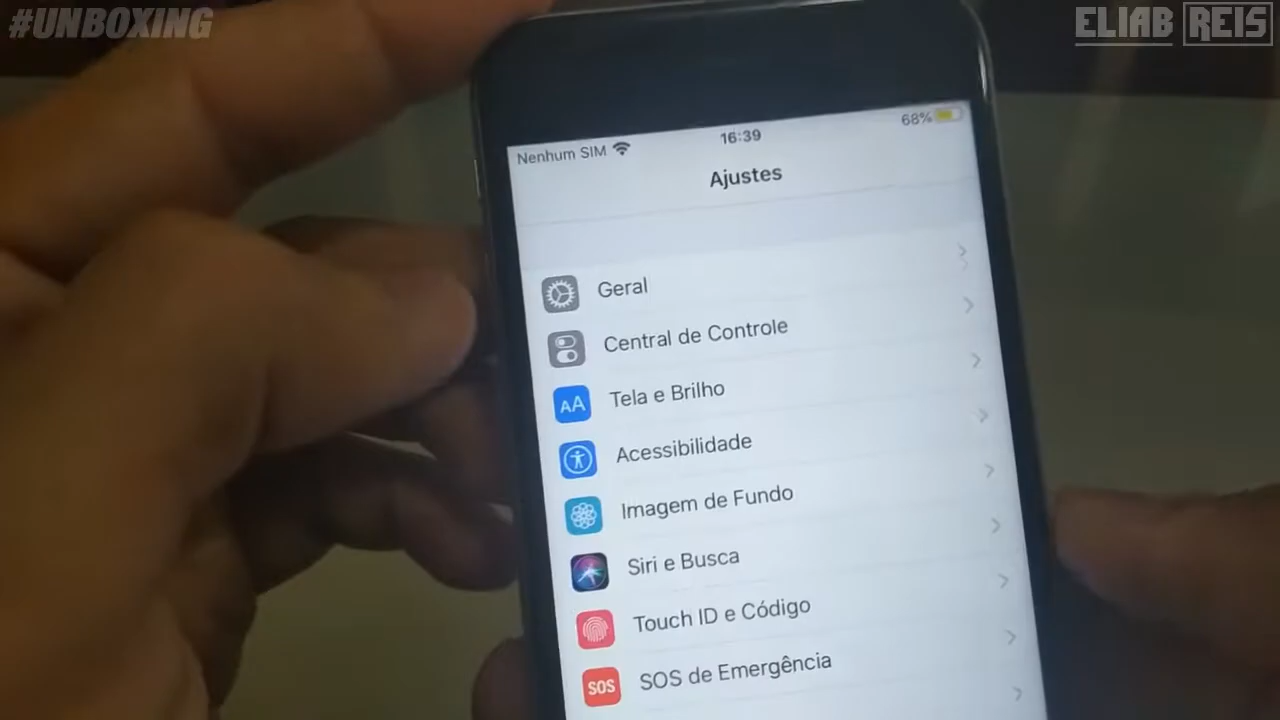 #UNBOXING
ELIAB REIS
Nenhum SIM
16:39
68%
Ajustes
Geral
Central de Controle
AA
Tela e Brilho
Acessibilidade
Imagem de Fundo
Siri e Busca
Touch ID e Código
SOS
SOS de Emergência